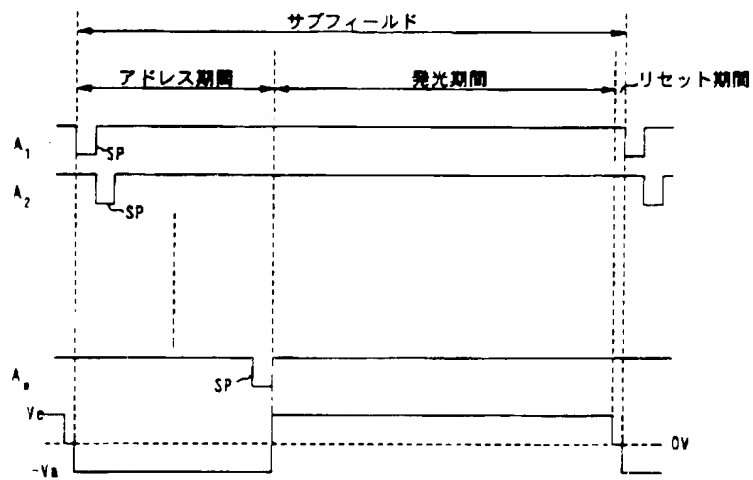 サブフィールド
アドレス期間 発光期間 リセット期間
A1 SP
A2 SP
An SP
Ve
0V
-Va